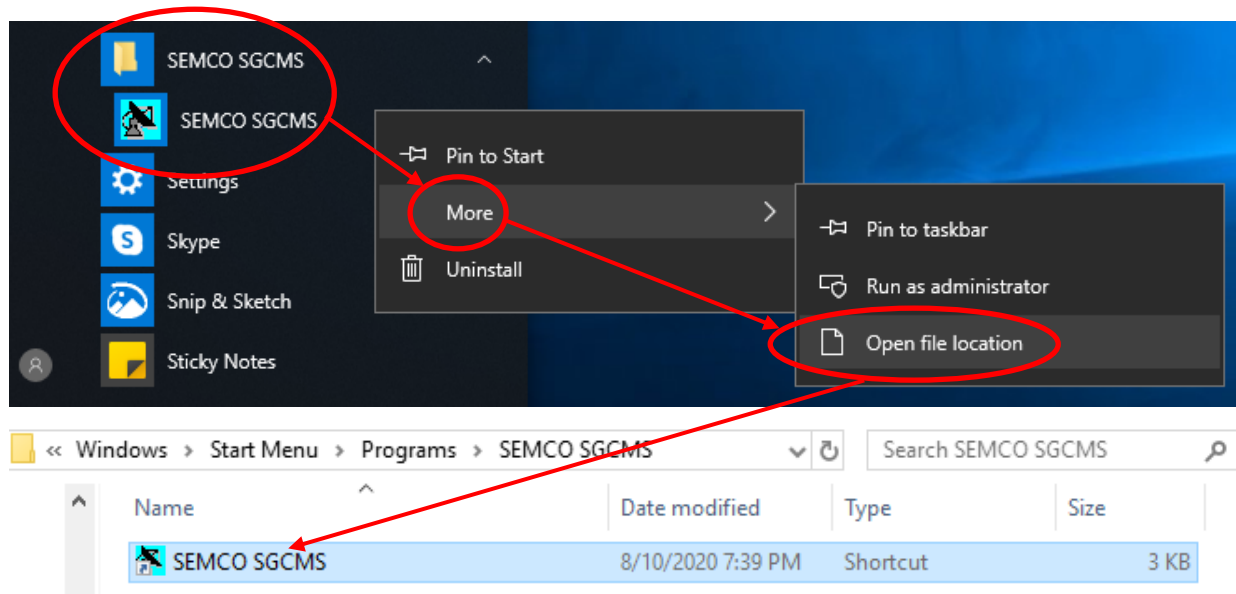 SEMCO SGCMS
SEMCO SGCMS
Settings
Skype
Snip & Sketch
Sticky Notes
Pin to Start
More
Uninstall
Pin to taskbar
Run as administrator
Open file location
« Windows > Start Menu > Programs > SEMCO SGCMS
Search SEMCO SGCMS
Name Date modified Type Size
SEMCO SGCMS 8/10/2020 7:39 PM Shortcut 3 KB